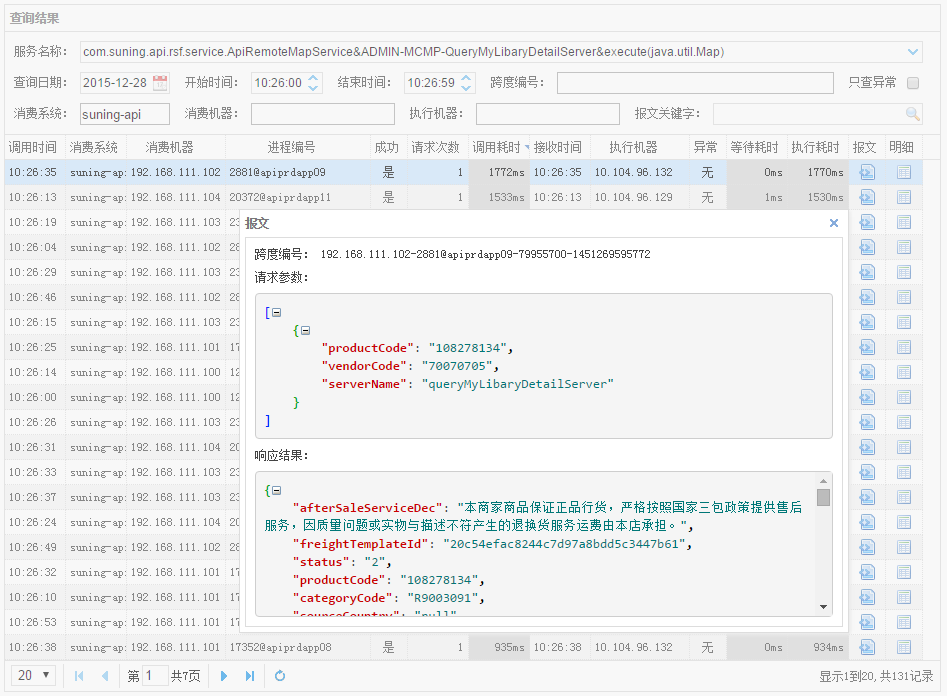 查询结果
服务名称： com.suning.api.rsf.service.ApiRemoteMapService&ADMIN-MCMP-QueryMyLibaryDetailServer&execute(java.util.Map)
查询日期： 2015-12-28 开始时间： 10:26:00 结束时间： 10:26:59 跨度编号： 只查异常
消费系统： suning-api 消费机器： 执行机器： 报文关键字：
调用时间 消费系统 消费机器 进程编号 成功 请求次数 调用耗时 接收时间 执行机器 异常 等待耗时 执行耗时 报文 明细
10:26:35 suning-ap: 192.168.111.102 2881@apiprdapp09 是 1 1772ms 10:26:35 10.104.96.132 无 0ms 1770ms
10:26:13 suning-ap: 192.168.111.104 20372@apiprdapp11 是 1 1533ms 10:26:13 10.104.96.129 无 1ms 1530ms
10:26:19 suning-ap: 192.168.111.103 23
10:26:04 suning-ap: 192.168.111.102 28
10:26:29 suning-ap: 192.168.111.103 23
10:26:46 suning-ap: 192.168.111.102 28
10:26:15 suning-ap: 192.168.111.103 23
10:26:25 suning-ap: 192.168.111.101 17
10:26:14 suning-ap: 192.168.111.100 12
10:26:00 suning-ap: 192.168.111.100 12
10:26:26 suning-ap: 192.168.111.103 23
10:26:31 suning-ap: 192.168.111.104 20
10:26:33 suning-ap: 192.168.111.103 23
10:26:37 suning-ap: 192.168.111.103 23
10:26:24 suning-ap: 192.168.111.104 20
10:26:49 suning-ap: 192.168.111.102 28
10:26:32 suning-ap: 192.168.111.101 17
10:26:10 suning-ap: 192.168.111.101 17
10:26:53 suning-ap: 192.168.111.101 17
10:26:38 suning-ap: 192.168.111.101 17352@apiprdapp08 是 1 935ms 10:26:38 10.104.96.132 无 0ms 934ms
报文
跨度编号： 192.168.111.102-2881@apiprdapp09-79955700-1451269595772
请求参数：
[
{
"productCode": "108278134",
"vendorCode": "70070705",
"serverName": "queryMyLibaryDetailServer"
}
]
响应结果：
{
"afterSaleServiceDec": "本商家商品保证正品行货，严格按照国家三包政策提供售后
服务，因质量问题或实物与描述不符产生的退换货服务运费由本店承担。",
"freightTemplateId": "20c54efac8244c7d97a8bdd5c3447b61",
"status": "2",
"productCode": "108278134",
"categoryCode": "R9003091",
"sourceCountry": "null"
20 第 1 共7页 显示1到20, 共131记录